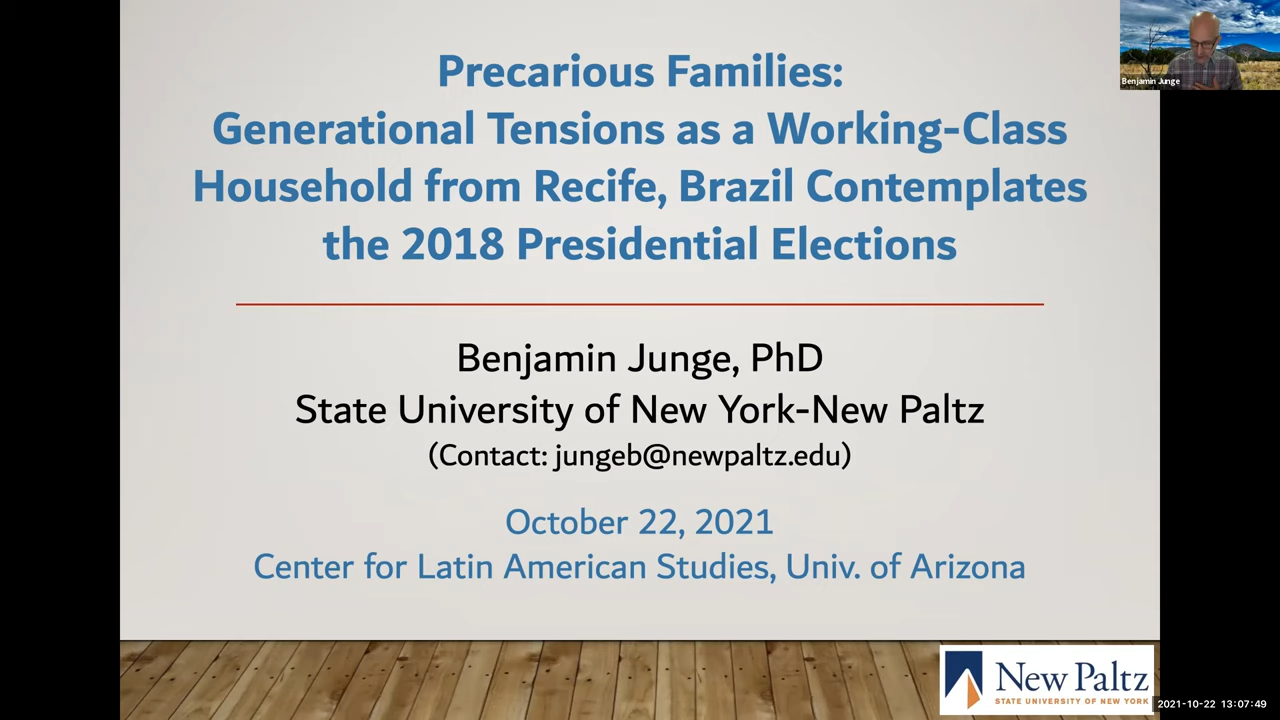 Precarious Families:
Generational Tensions as a Working-Class
Household from Recife, Brazil Contemplates
the 2018 Presidential Elections
Benjamin Junge, PhD
State University of New York-New Paltz
(Contact: jungeb@newpaltz.edu)
October 22, 2021
Center for Latin American Studies, Univ. of Arizona
Benjamin Junge
New Paltz
STATE UNIVERSITY OF NEW YORK
2021-10-22 13:07:49